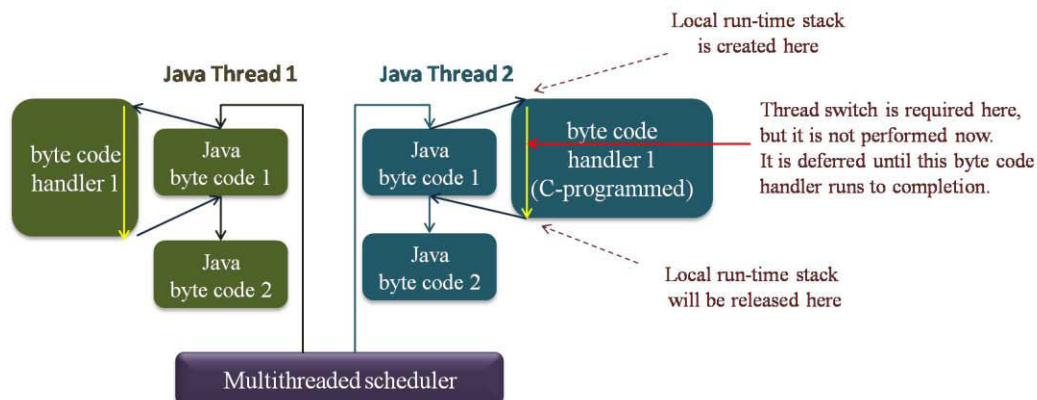 Local run-time stack
is created here
Java Thread 1
Java Thread 2
byte code
handler 1
Java
byte code 1
Java
byte code 2
Java
byte code 1
Java
byte code 2
byte code
handler 1
(C-programmed)
Thread switch is required here,
but it is not performed now.
It is deferred until this byte code
handler runs to completion.
Local run-time stack
will be released here
Multithreaded scheduler